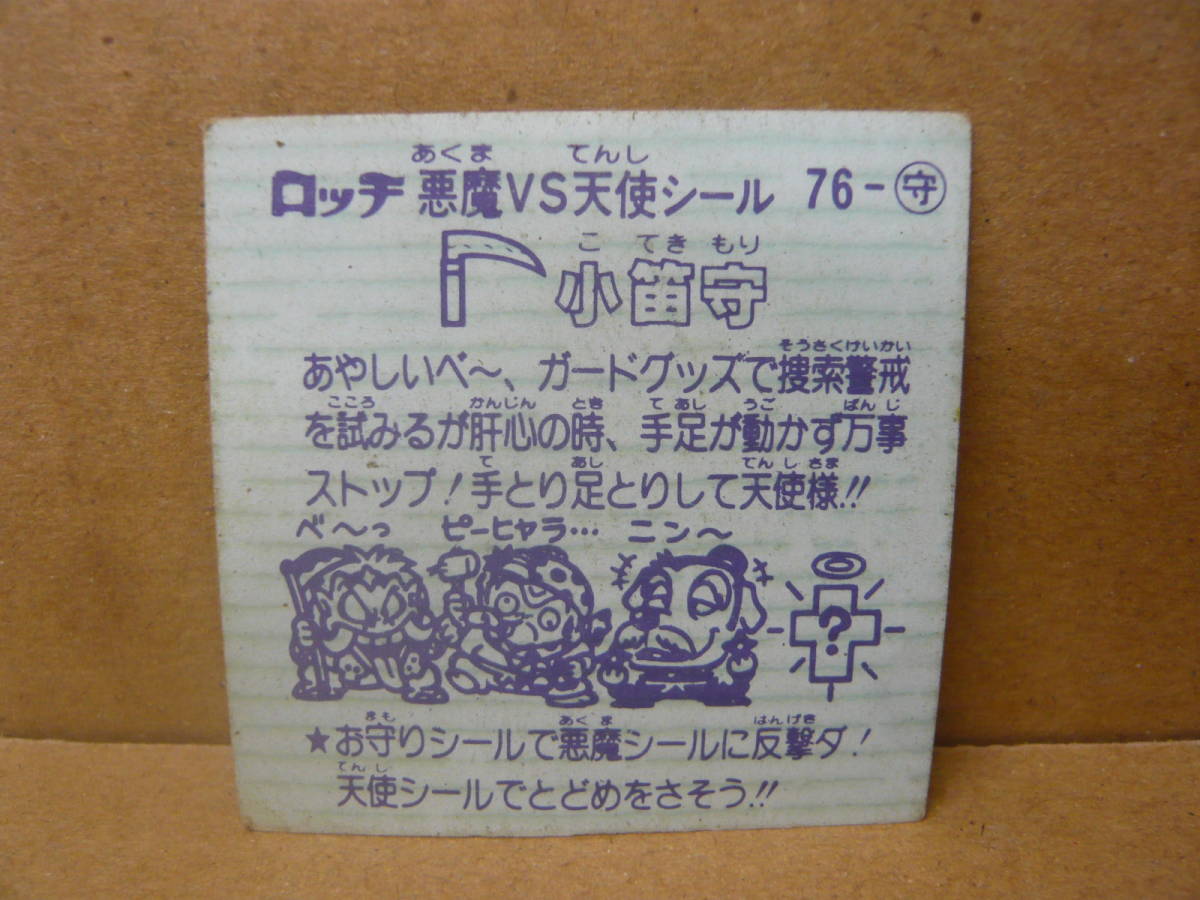 あくま てんし
ロッチ 悪魔VS天使シール 76-守
こ てき もり
小笛守
そうさくけいかい
あやしいべ〜、ガードグッズで捜索警戒
こころ かんじん とき て あし うご ばんじ
を試みるが肝心の時、手足が動かず万事
て あし てん し さま
ストップ!手とり足とりして天使様!!
べ〜っ ピーヒャラ… ニン〜
?
まも あく ま はんげき
★お守りシールで悪魔シールに反撃ダ!
てんし
天使シールでとどめをさそう!!